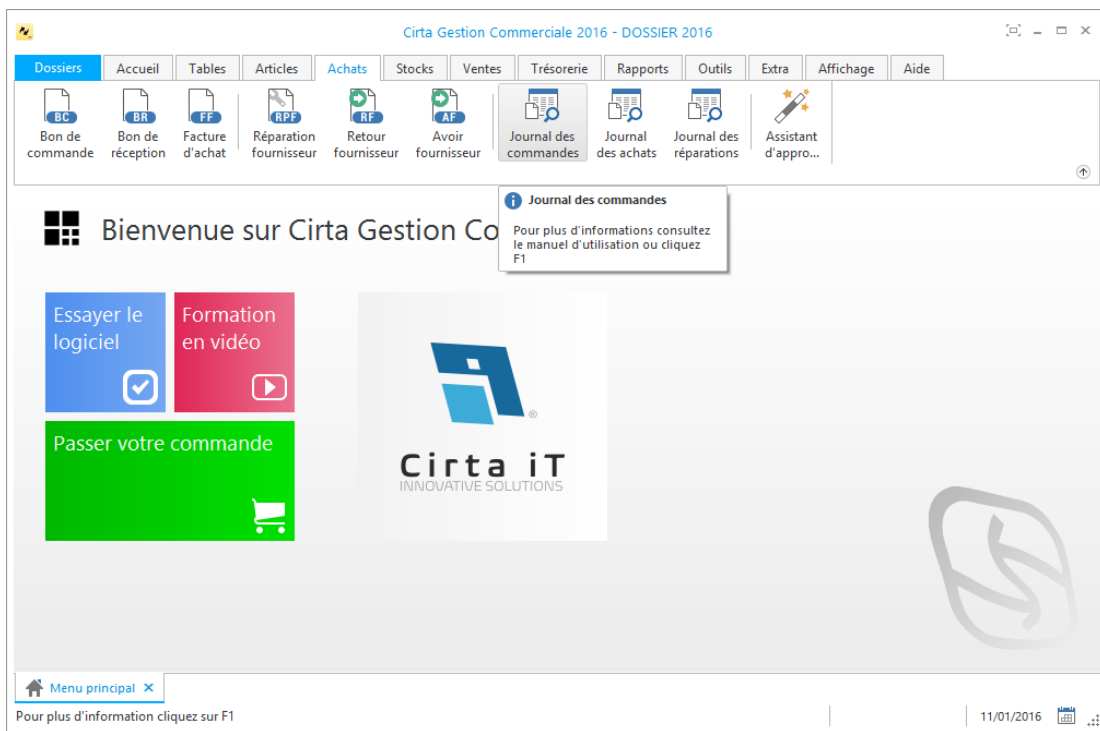 Cirta Gestion Commerciale 2016 - DOSSIER 2016
Dossiers Accueil Tables Articles Achats Stocks Ventes Trésorerie Rapports Outils Extra Affichage Aide
BC BR FF RPF RF AF
Bon de commande
Bon de réception
Facture d'achat
Réparation fournisseur
Retour fournisseur
Avoir fournisseur
Journal des commandes
Journal des achats
Journal des réparations
Assistant d'appro...
Journal des commandes
Pour plus d'informations consultez
le manuel d'utilisation ou cliquez
F1
Bienvenue sur Cirta Gestion Co
Essayer le
logiciel
Formation
en vidéo
Passer votre commande
®
Cirta iT
INNOVATIVE SOLUTIONS
Menu principal
Pour plus d'information cliquez sur F1
11/01/2016